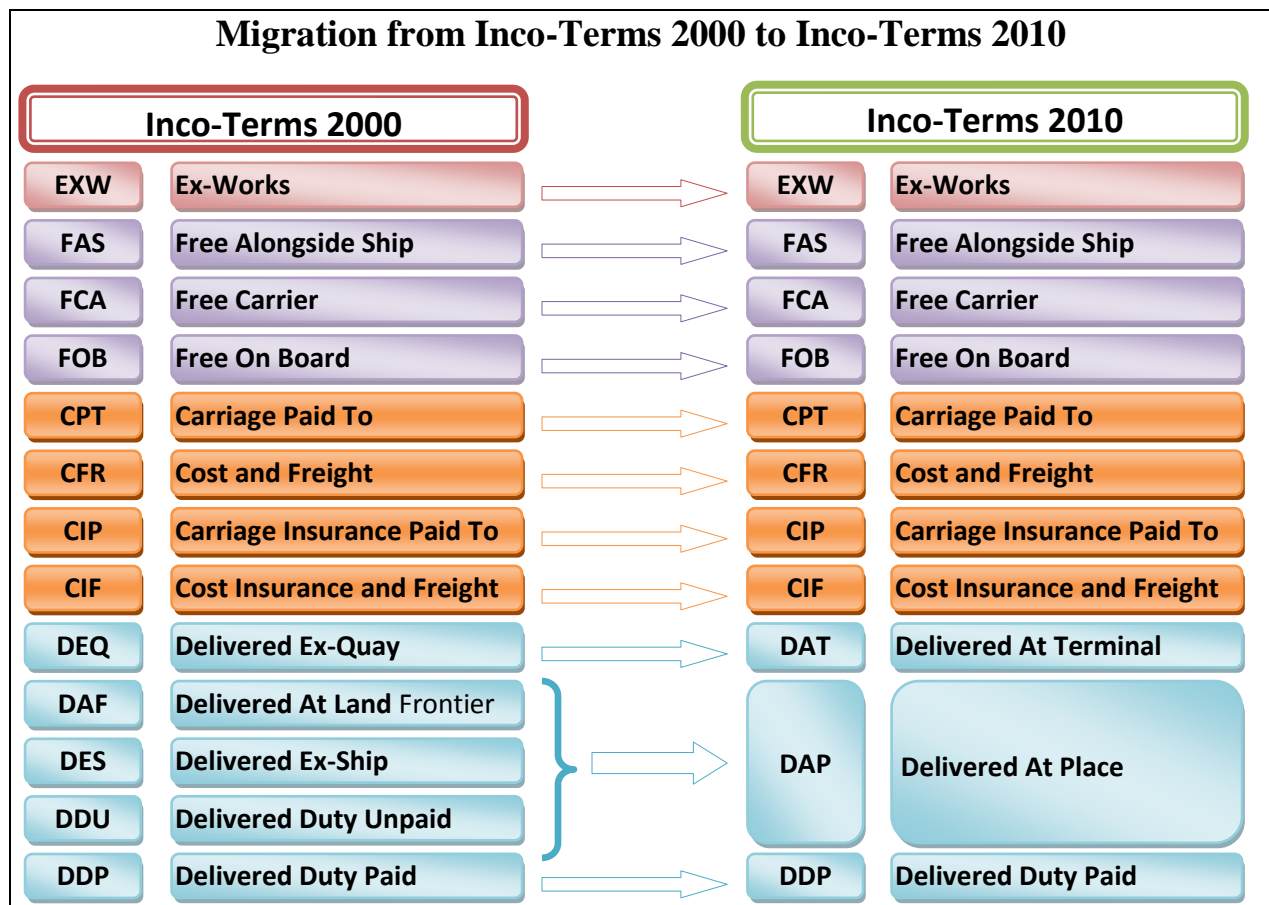 Migration from Inco-Terms 2000 to Inco-Terms 2010
Inco-Terms 2000 Inco-Terms 2010
EXW Ex-Works EXW Ex-Works
FAS Free Alongside Ship FAS Free Alongside Ship
FCA Free Carrier FCA Free Carrier
FOB Free On Board FOB Free On Board
CPT Carriage Paid To CPT Carriage Paid To
CFR Cost and Freight CFR Cost and Freight
CIP Carriage Insurance Paid To CIP Carriage Insurance Paid To
CIF Cost Insurance and Freight CIF Cost Insurance and Freight
DEQ Delivered Ex-Quay DAT Delivered At Terminal
DAF Delivered At Land Frontier
DES Delivered Ex-Ship DAP Delivered At Place
DDU Delivered Duty Unpaid
DDP Delivered Duty Paid DDP Delivered Duty Paid